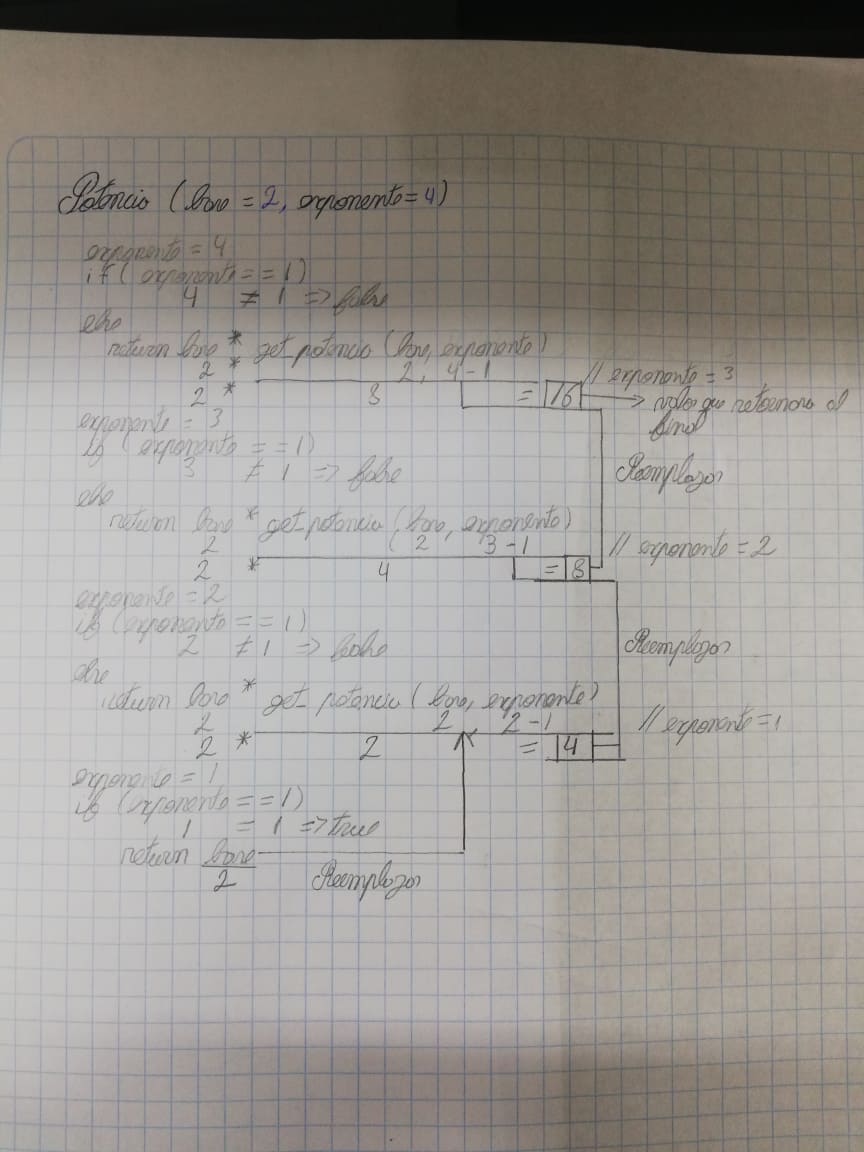 Potencia (base = 2, exponente = 4)
exponente = 4
if ( exponente == 1)
4 ≠ 1 => false
else
return base * get_potencia (base, exponente)
2 * 2, 4-1 // exponente = 3
2 * 8 = 16 → valor que retornara al final
exponente = 3
if ( exponente == 1)
3 ≠ 1 => false
Reemplazar
else
return base * get_potencia (base, exponente)
2 ( 2 3-1 // exponente = 2
2 * 4 = 8
exponente = 2
if (exponente == 1)
2 ≠ 1 => false
Reemplazar
else
return base * get_potencia ( base, exponente)
2 2 2-1 // exponente = 1
2 * 2 = 4
exponente = 1
if (exponente == 1)
1 = 1 => true
return base
2 Reemplazar